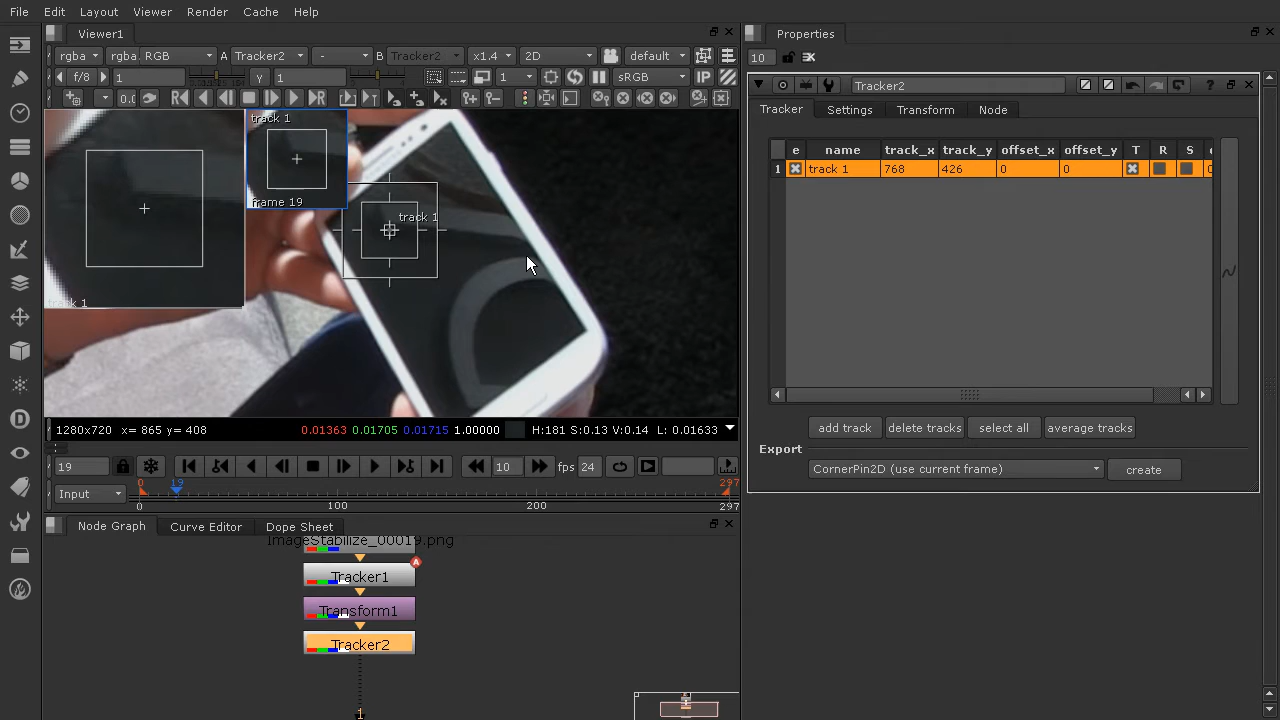 File Edit Layout Viewer Render Cache Help
Viewer1
Properties
rgba rgba RGB A Tracker2 - B Tracker2 x1.4 2D default
10
f/8 1 γ 1 1 sRGB IP
Tracker2 ?
0.0
Tracker Settings Transform Node
track 1
frame 19
track 1
track 1
e name track_x track_y offset_x offset_y T R S
1 track 1 768 426 0 0
1280x720 x= 865 y= 408 0.01363 0.01705 0.01715 1.00000 H:181 S:0.13 V:0.14 L: 0.01633
add track delete tracks select all average tracks
Export
CornerPin2D (use current frame) create
19 10 fps 24
Input 0 19 100 200 297
297
Node Graph Curve Editor Dope Sheet
ImageStabilize_00019.png
Tracker1
A
Transform1
Tracker2
1